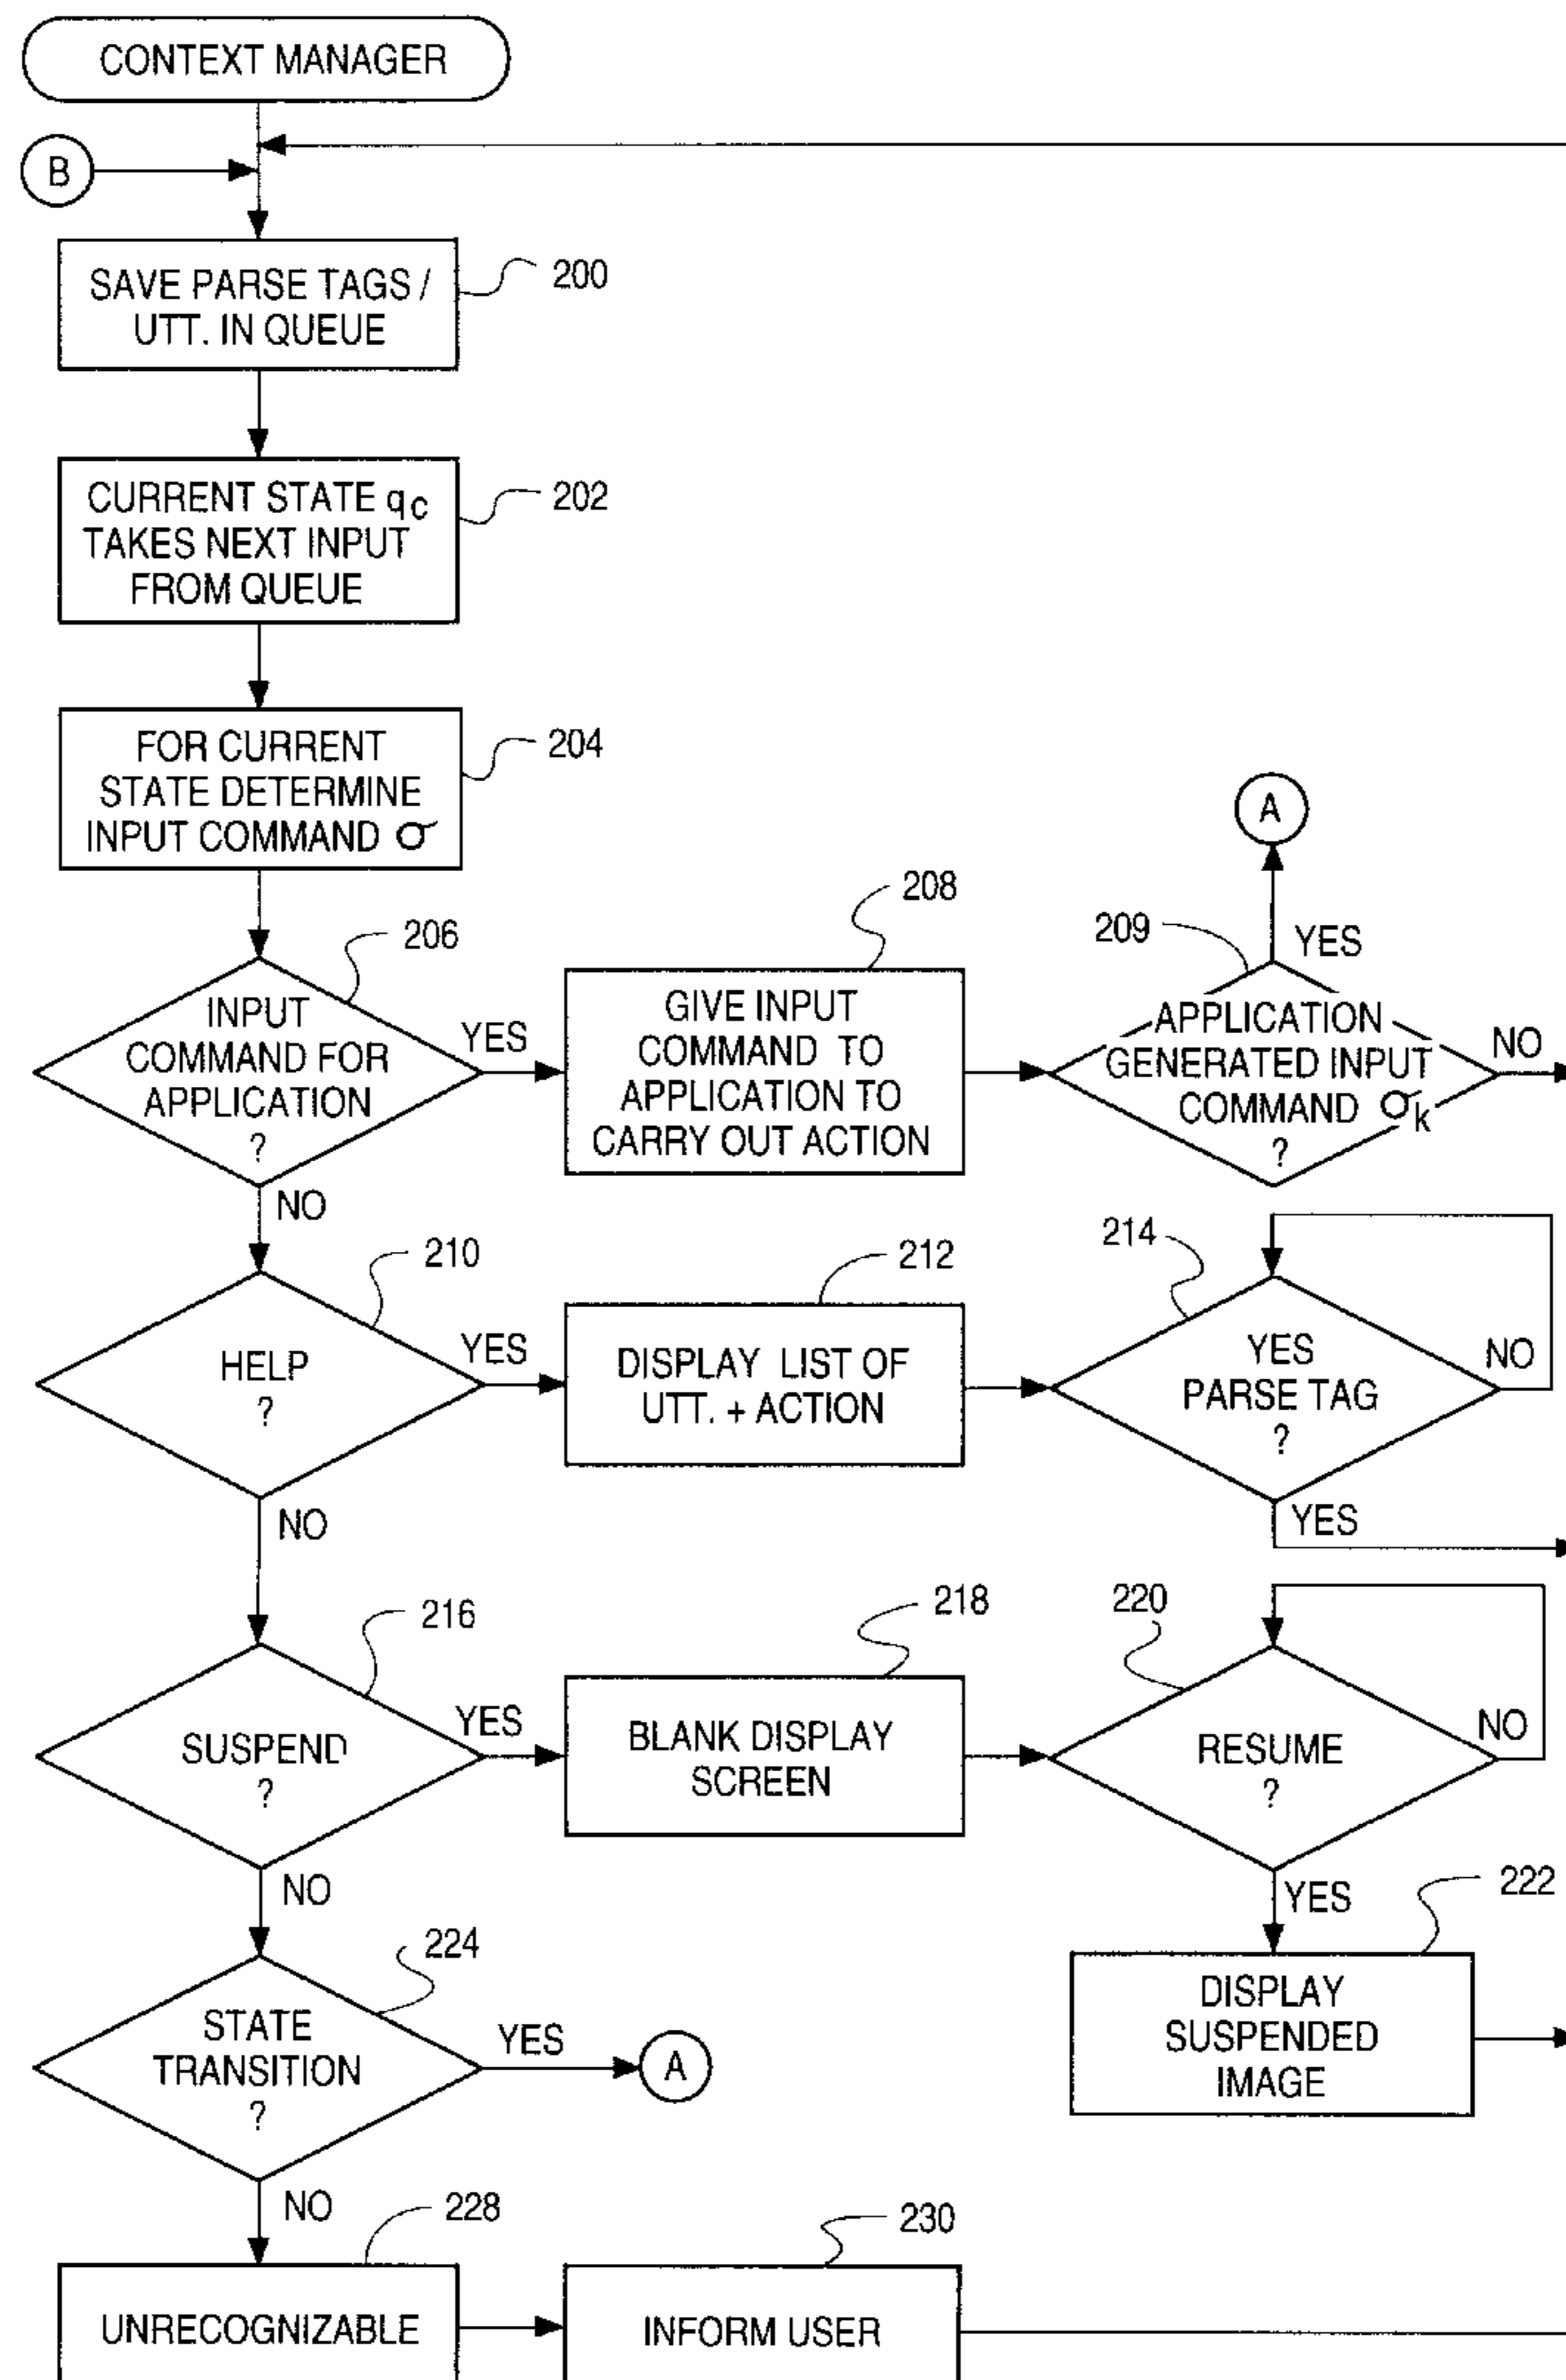 CONTEXT MANAGER
B
SAVE PARSE TAGS /
UTT. IN QUEUE
200
CURRENT STATE qc
TAKES NEXT INPUT
FROM QUEUE
202
FOR CURRENT
STATE DETERMINE
INPUT COMMAND σ
204
A
206
INPUT
COMMAND FOR
APPLICATION
?
YES
NO
208
GIVE INPUT
COMMAND TO
APPLICATION TO
CARRY OUT ACTION
209
YES
APPLICATION
GENERATED INPUT
COMMAND σk
?
NO
210
HELP
?
YES
NO
212
DISPLAY LIST OF
UTT. + ACTION
214
YES
PARSE TAG
?
NO
YES
216
SUSPEND
?
YES
NO
218
BLANK DISPLAY
SCREEN
220
RESUME
?
NO
YES
222
DISPLAY
SUSPENDED
IMAGE
224
STATE
TRANSITION
?
YES
A
NO
228
UNRECOGNIZABLE
230
INFORM USER